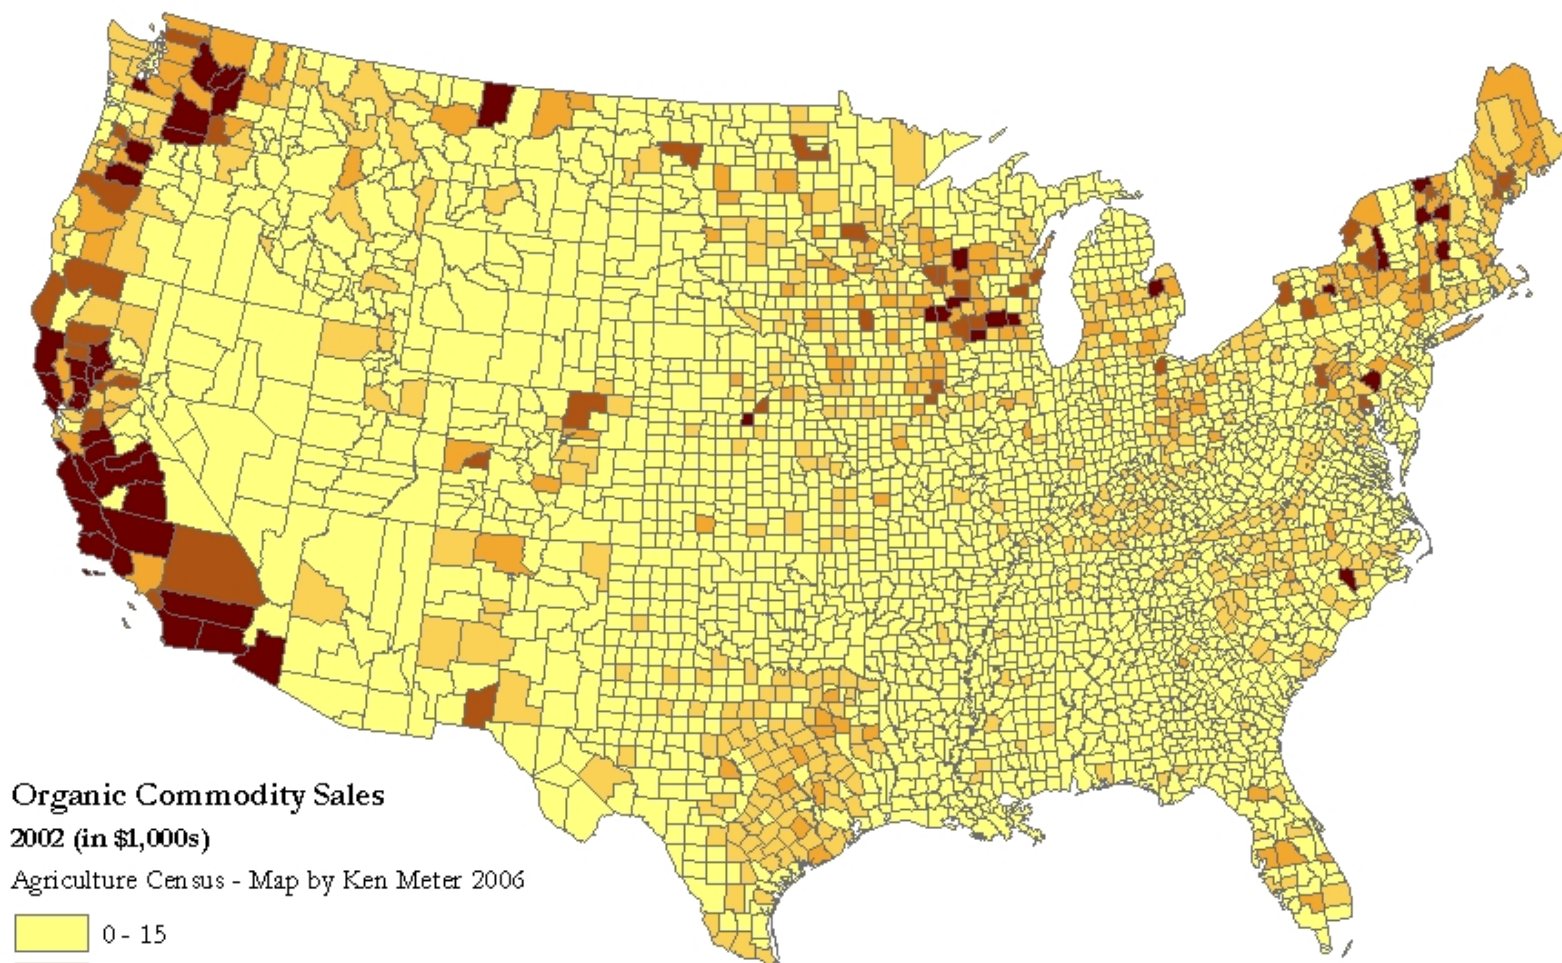 Organic Commodity Sales
2002 (in $1,000s)
Agriculture Census - Map by Ken Meter 2006
0 - 15